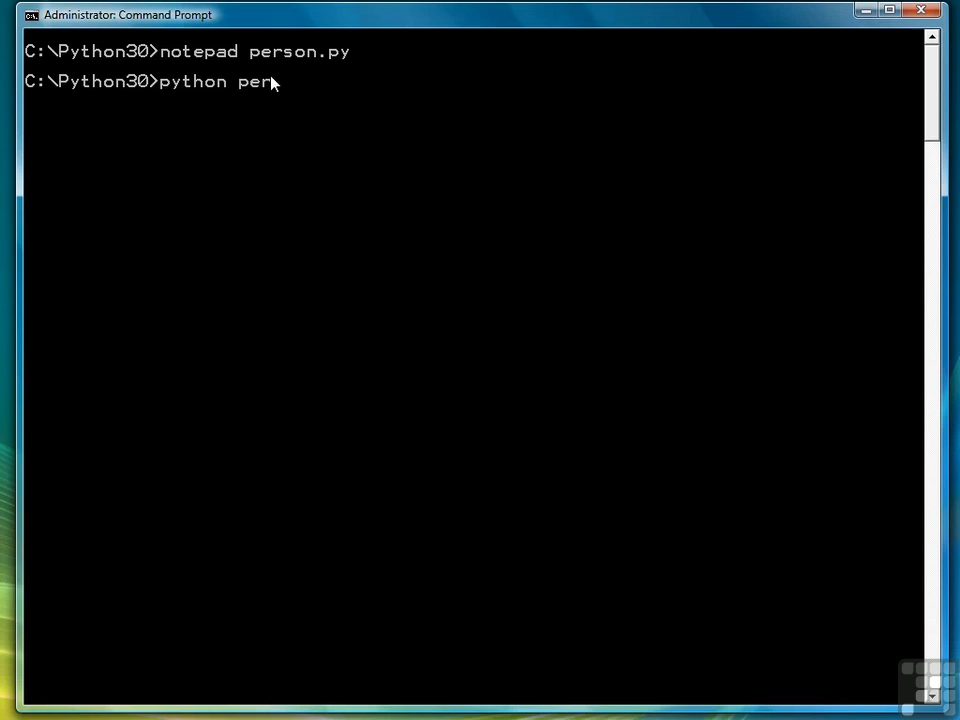 Administrator: Command Prompt
C:\Python30>notepad person.py
C:\Python30>python per